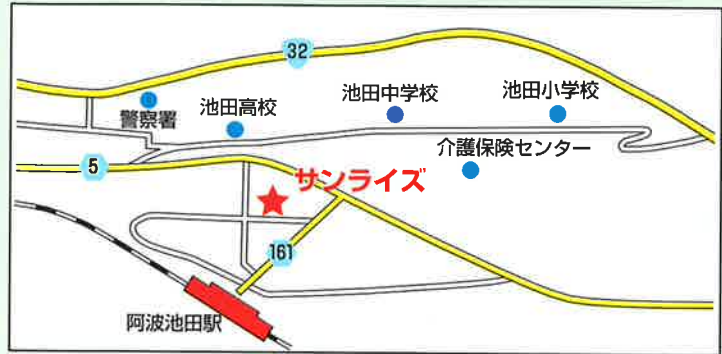 32
池田中学校
池田小学校
池田高校
警察署
介護保険センター
5
サンライズ
161
阿波池田駅